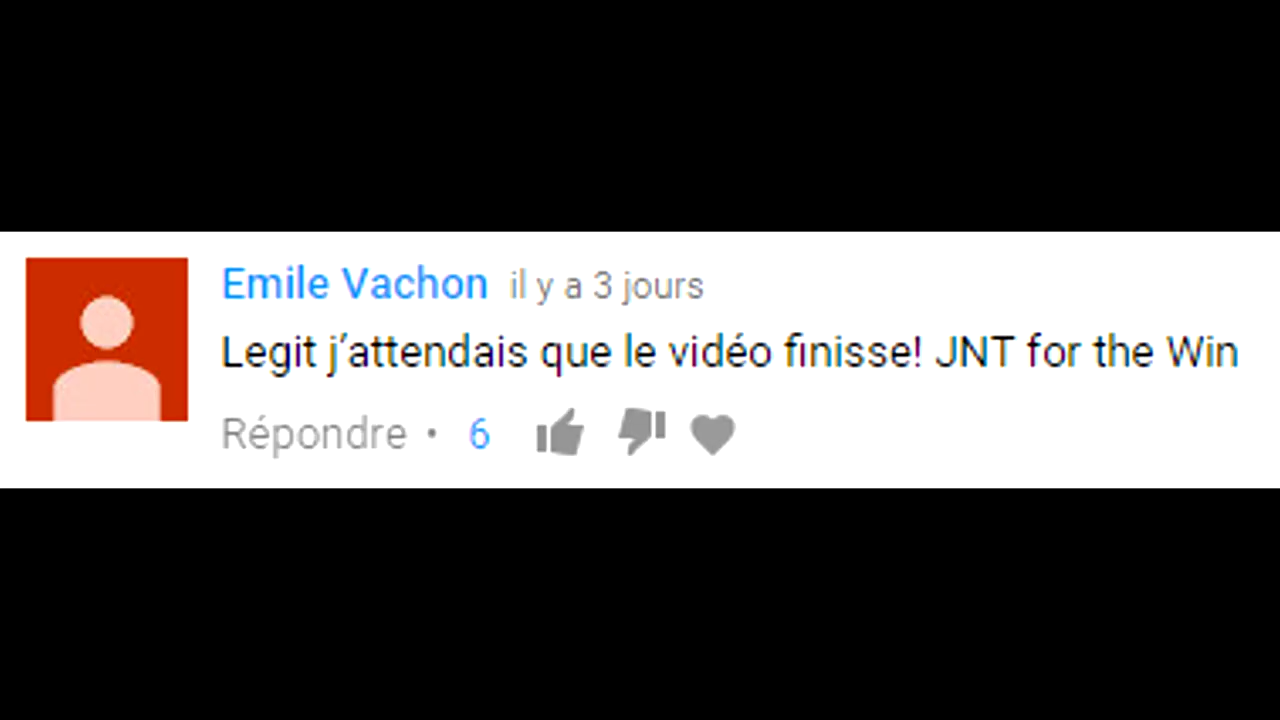 Emile Vachon il y a 3 jours
Legit j'attendais que le vidéo finisse! JNT for the Win
Répondre • 6